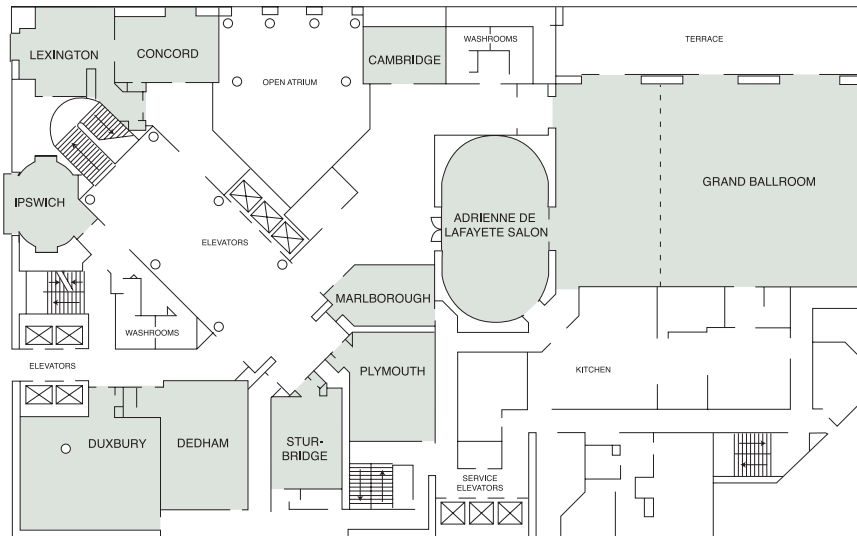 LEXINGTON
CONCORD
OPEN ATRIUM
CAMBRIDGE
WASHROOMS
TERRACE
GRAND BALLROOM
IPSWICH
ADRIENNE DE
LAFAYETE SALON
ELEVATORS
MARLBOROUGH
WASHROOMS
ELEVATORS
PLYMOUTH
KITCHEN
DUXBURY
DEDHAM
STUR-
BRIDGE
SERVICE
ELEVATORS